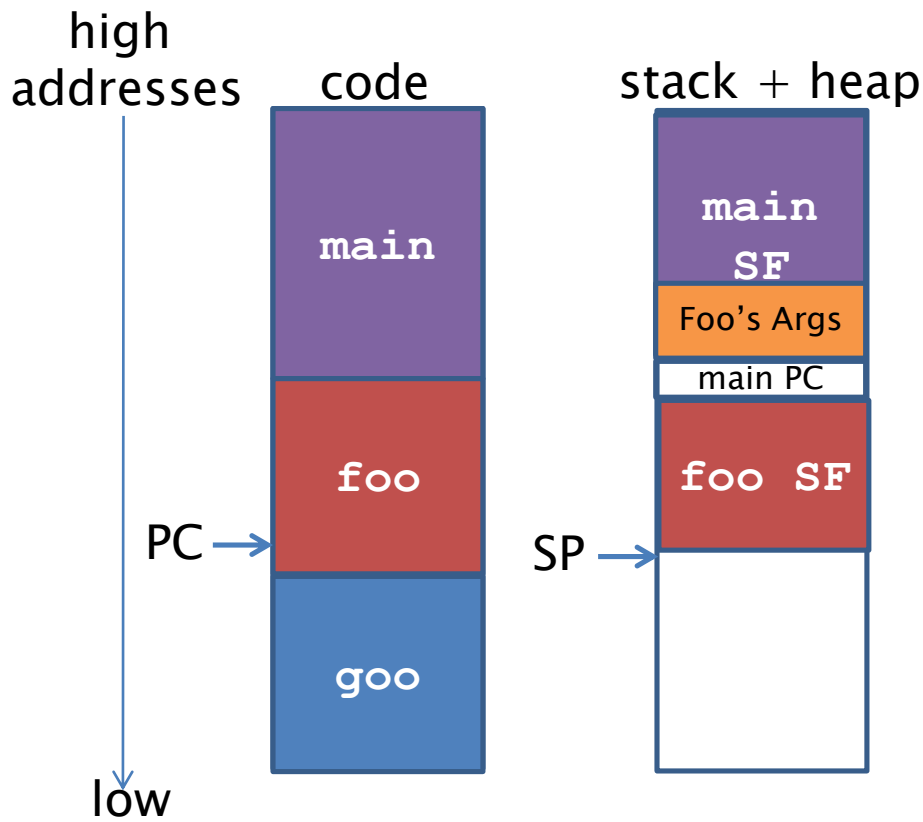 high
addresses
code
stack + heap
main
main
SF
Foo's Args
main PC
foo
foo SF
PC
SP
goo
low